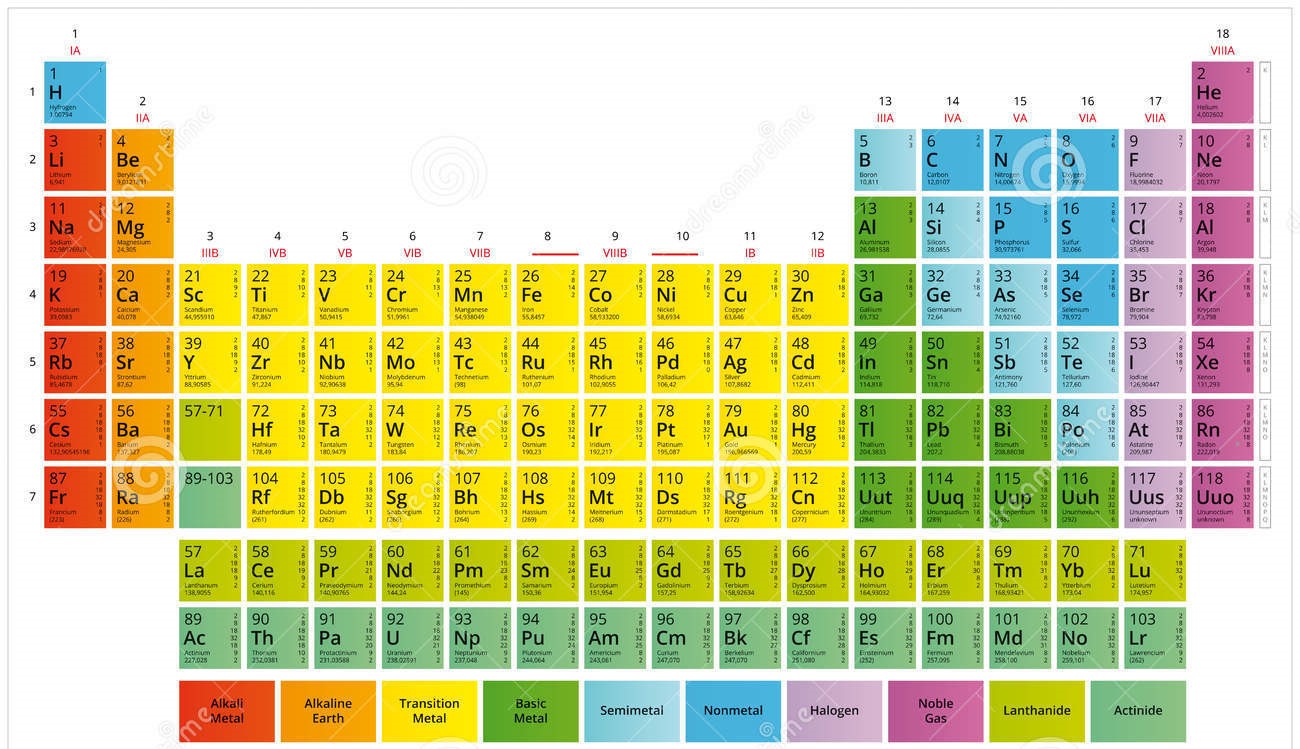 1 18
IA VIIIA
1 2
H He
Hydrogen Helium
1.00794 4,002602
1
2 13 14 15 16 17
IIA IIIA IVA VA VIA VIIA
3 4 5 6 7 8 9 10
2 Li Be B C N O F Ne
Lithium Beryllium Boron Carbon Nitrogen Oxygen Fluorine Neon
6,941 10,811 12,0107 14,00674 15,9994 18,9984032 20,1797
11 12 13 14 15 16 17 18
3 Na Mg Al Si P S Cl Al
Sodium Magnesium Aluminum Silicon Phosphorus Sulfur Chlorine Argon
24,305 26,981538 28,0855 30,973761 32,066 35,453 39,948
3 4 5 6 7 8 9 10 11 12
IIIB IVB VB VIB VIIB VIIIB IB IIB
19 20 21 22 23 24 25 26 27 28 29 30 31 32 33 34 35 36
4 K Ca Sc Ti V Cr Mn Fe Co Ni Cu Zn Ga Ge As Se Br Kr
Potassium Calcium Scandium Titanium Vanadium Chromium Manganese Iron Cobalt Nickel Copper Zinc Gallium Germanium Arsenic Selenium Bromine Krypton
39,0983 40,078 44,955910 47,867 50,9415 51,9961 54,938049 55,8457 58,933200 58,6934 63,546 65,409 69,732 72,64 74,92160 78,972 79,904
37 38 39 40 41 42 43 44 45 46 47 48 49 50 51 52 53 54
5 Rb Sr Y Zr Nb Mo Tc Ru Rh Pd Ag Cd In Sn Sb Te I Xe
Rubidium Strontium Yttrium Zirconium Niobium Molybdenum Technetium Ruthenium Rhodium Palladium Silver Cadmium Indium Tin Antimony Tellurium Iodine Xenon
85,4678 87,62 88,90585 91,224 92,90638 95,94 (98) 101,07 102,9055 106,42 107,8682 112,411 114,818 118,710 121,760 127,60 126,90447 131,293
55 56 57-71 72 73 74 75 76 77 78 79 80 81 82 83 84 85 86
6 Cs Ba Hf Ta W Re Os Ir Pt Au Hg Tl Pb Bi Po At Rn
Cesium Barium Hafnium Tantalum Tungsten Rhenium Osmium Iridium Platinum Gold Mercury Thallium Lead Bismuth Polonium Astatine Radon
132,90545196 137,327 178,49 180,9479 183,84 186,207 190,23 192,217 195,087 196,966569 200,59 204,3833 207,2 208,88038 209,987 222,018
87 88 89-103 104 105 106 107 108 109 110 111 112 113 114 115 116 117 118
7 Fr Ra Rf Db Sg Bh Hs Mt Ds Rg Cn Uut Uuq Uup Uuh Uus Uuo
Francium Radium Rutherfordium Dubnium Seaborgium Bohrium Hassium Meitnerium Darmstadium Roentgenium Copernicium Ununtrium Ununquadium Ununpentium Ununhexium Ununseptium Ununoctium
(223) (226) (261) (262) (266) (264) (269) (268) (271) (272) (277) (284) (289) (288) (292) unknown unknown
57 58 59 60 61 62 63 64 65 66 67 68 69 70 71
La Ce Pr Nd Pm Sm Eu Gd Tb Dy Ho Er Tm Yb Lu
Lanthanum Cerium Praseodymium Neodymium Promethium Samarium Europium Gadolinium Terbium Dysprosium Holmium Erbium Thulium Ytterbium Lutetium
138,9055 140,116 140,90765 144,24 (145) 150,36 151,954 157,25 158,92634 162,500 164,93032 167,259 168,93421 173,04 174,957
89 90 91 92 93 94 95 96 97 98 99 100 101 102 103
Ac Th Pa U Np Pu Am Cm Bk Cf Es Fm Md No Lr
Actinium Thorium Protactinium Uranium Neptunium Plutonium Americium Curium Berkelium Californium Einsteinium Fermium Mendelevium Nobelium Lawrencium
227,028 232,0381 231,03588 238,02891 237,048 244,064 243,061 247,070 247,070 251,080 (252) 257,095 258.100 259,101 (262)
Alkali Metal
Alkaline Earth
Transition Metal
Basic Metal
Semimetal
Nonmetal
Halogen
Noble Gas
Lanthanide
Actinide